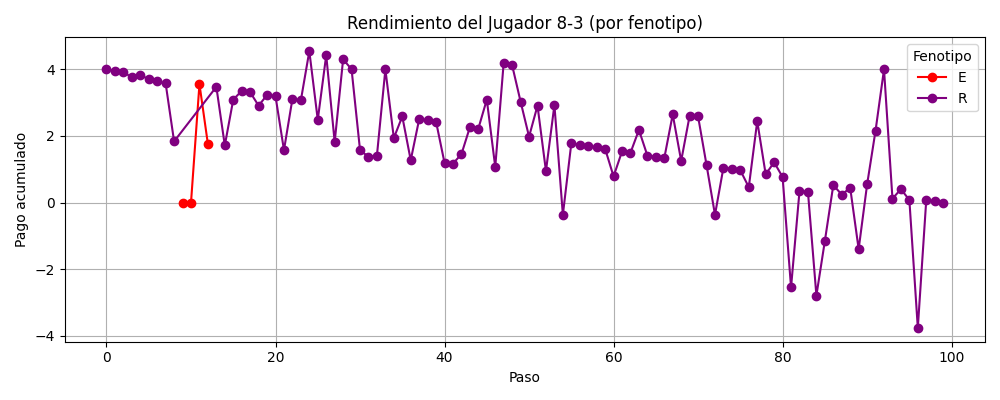 Rendimiento del Jugador 8-3 (por fenotipo)
Pago acumulado
4
2
0
−2
−4
Fenotipo
E
R
0
20
40
60
80
100
Paso